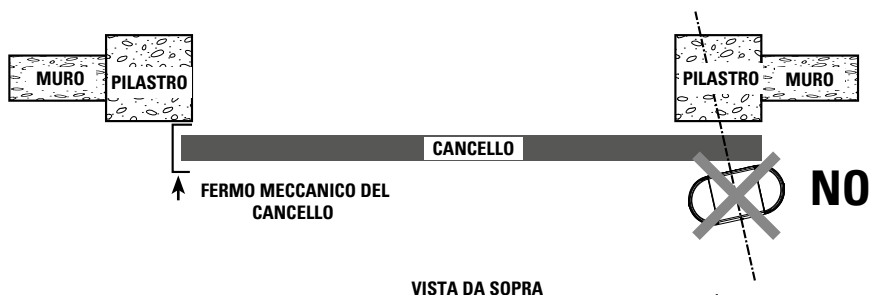 MURO PILASTRO PILASTRO MURO
CANCELLO
FERMO MECCANICO DEL
CANCELLO
NO
VISTA DA SOPRA